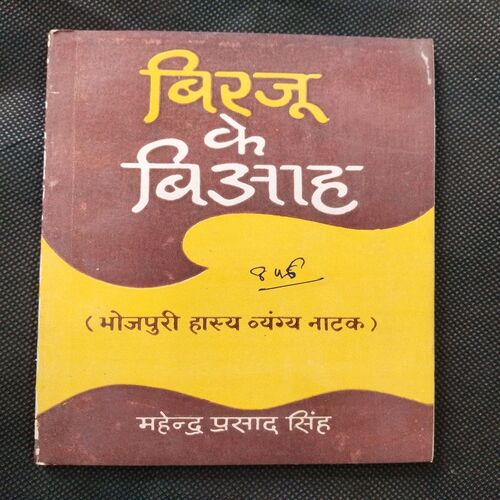 बिरजू
के
बिआह
(भोजपुरी हास्य व्यंग्य नाटक)
महेन्द्र प्रसाद सिंह